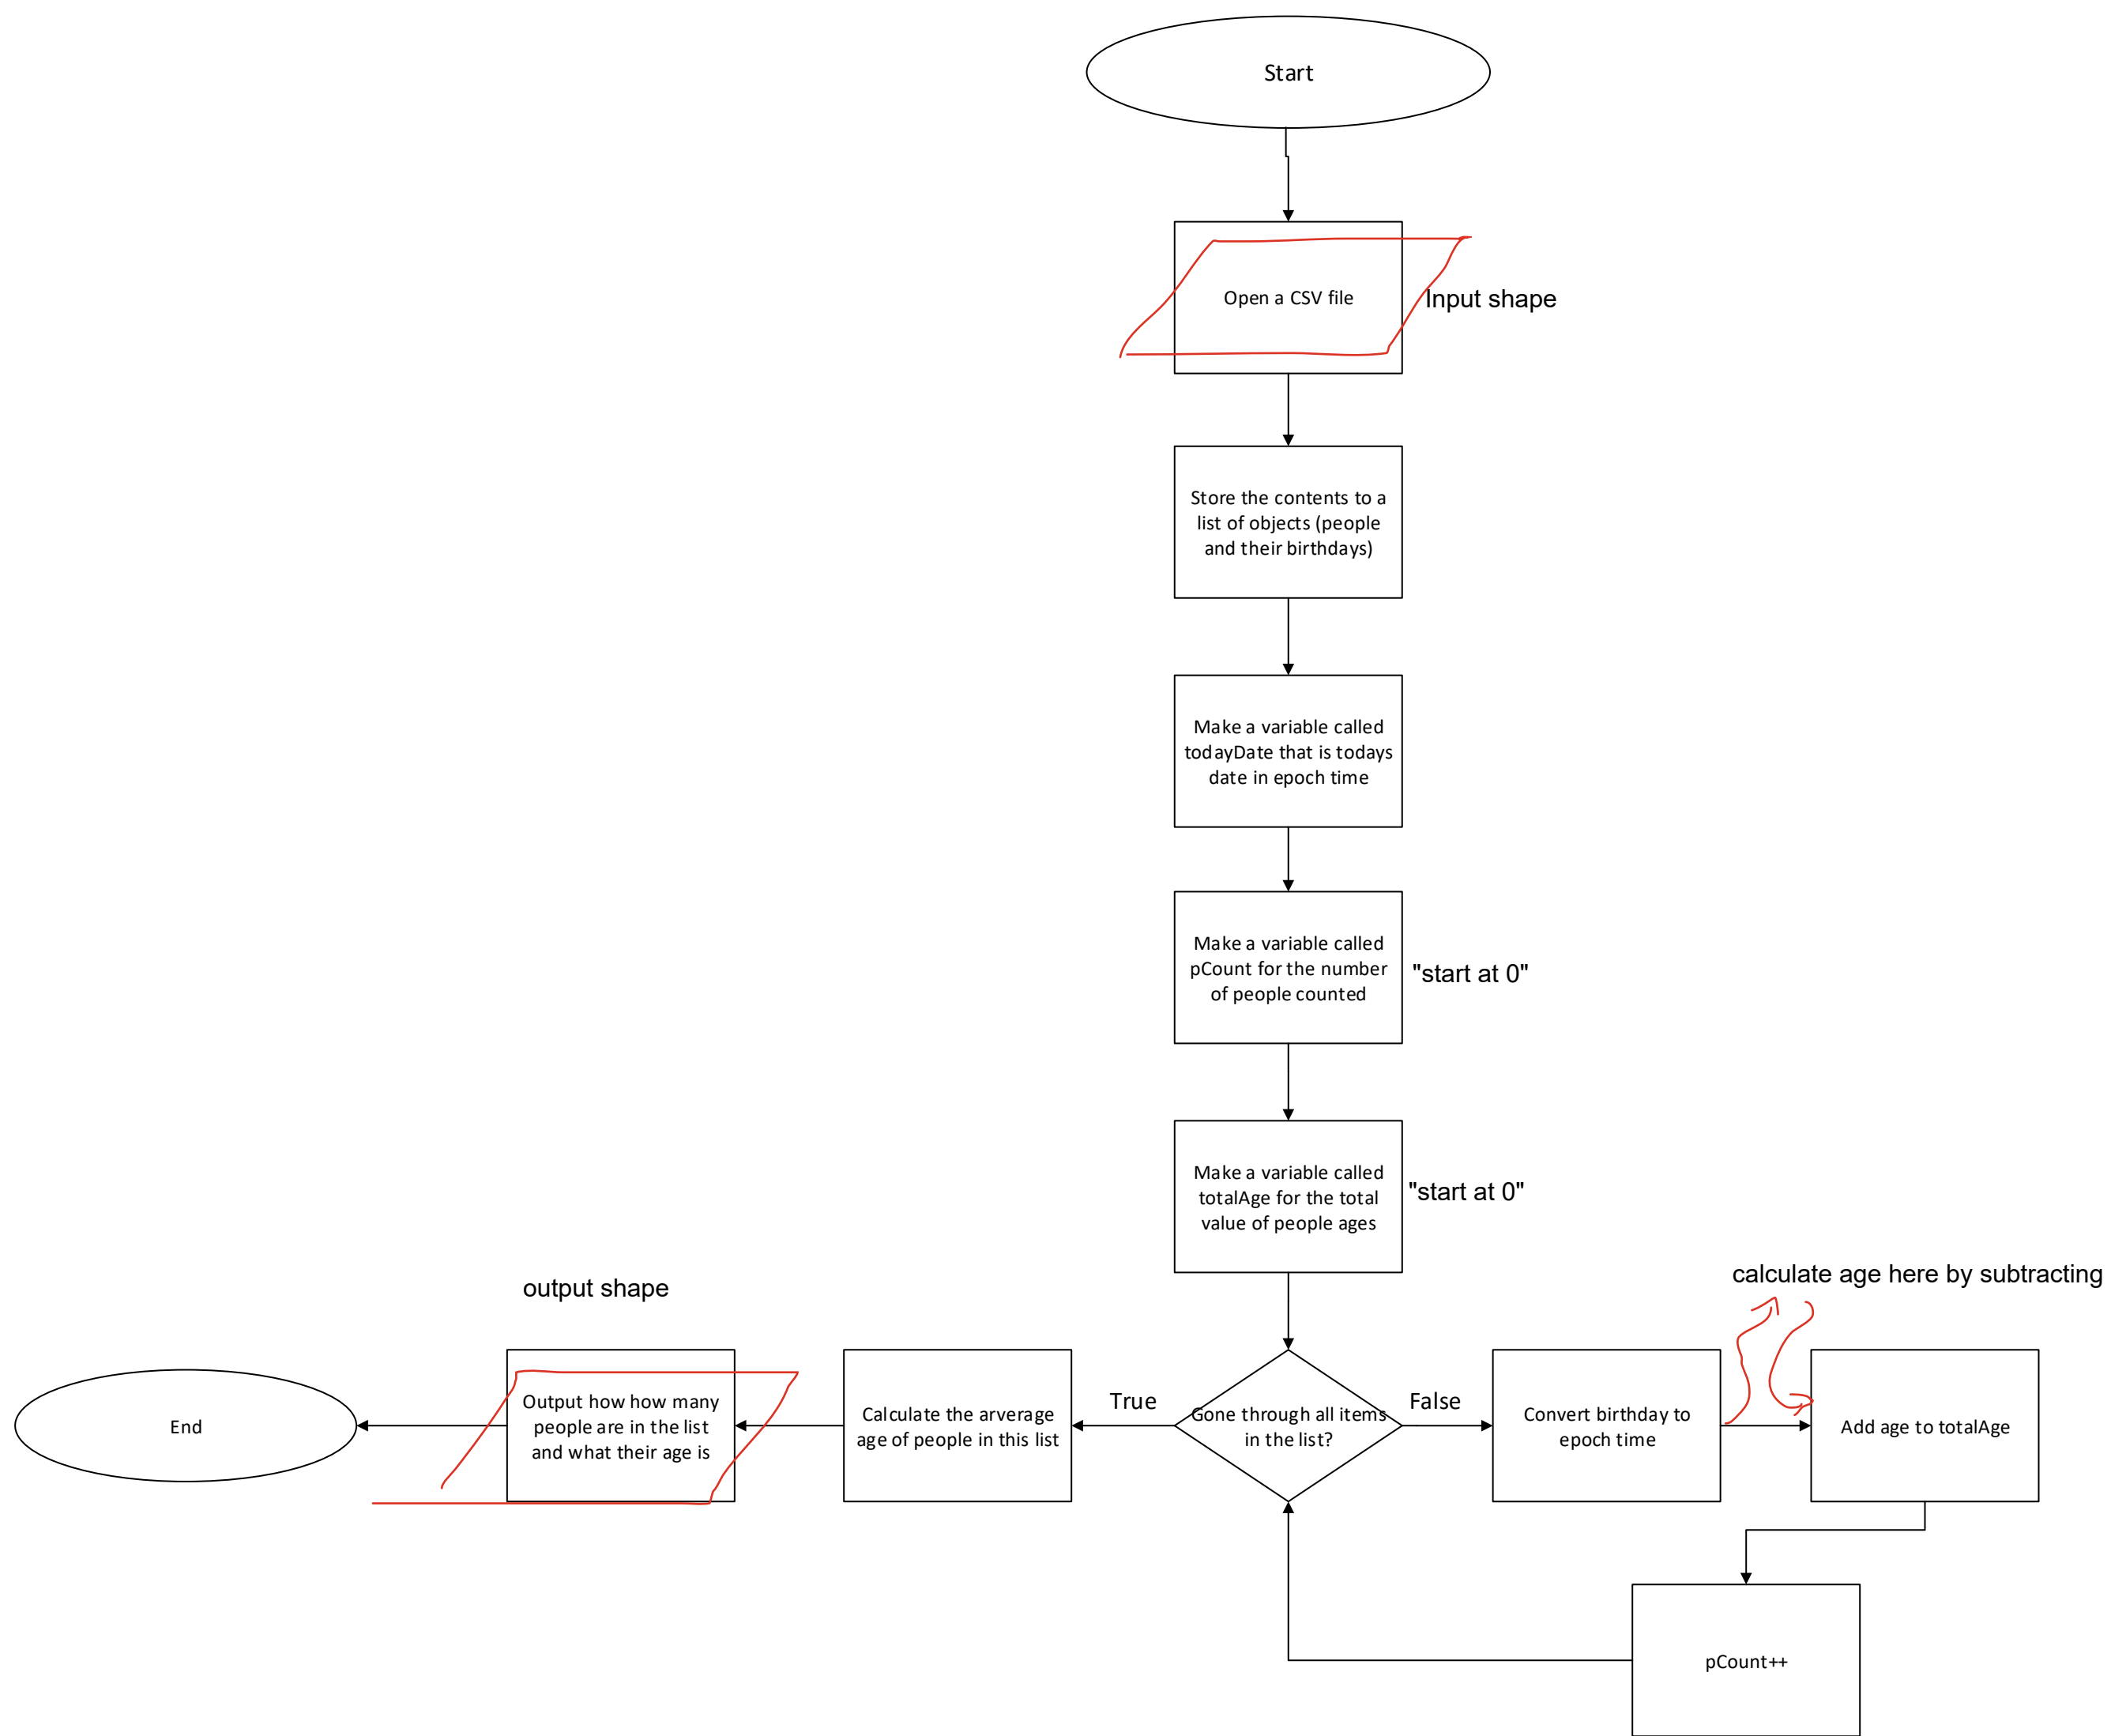 Start
Open a CSV file
Input shape
Store the contents to a
list of objects (people
and their birthdays)
Make a variable called
todayDate that is todays
date in epoch time
Make a variable called
pCount for the number
of people counted
"start at 0"
Make a variable called
totalAge for the total
value of people ages
"start at 0"
calculate age here by subtracting
output shape
End
Output how how many
people are in the list
and what their age is
Calculate the arverage
age of people in this list
True
Gone through all items
in the list?
False
Convert birthday to
epoch time
Add age to totalAge
pCount++